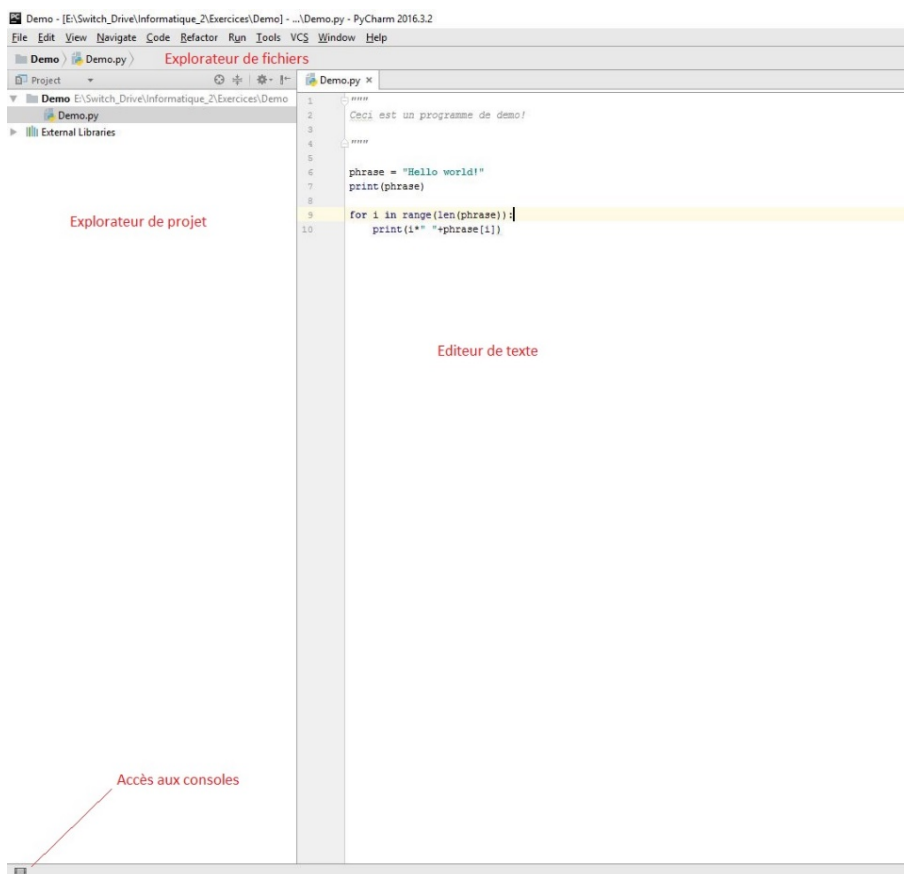 Demo - [E:\Switch_Drive\Informatique_2\Exercices\Demo] - ...\Demo.py - PyCharm 2016.3.2
File Edit View Navigate Code Refactor Run Tools VCS Window Help
Demo Demo.py Explorateur de fichiers
Project Demo.py ×
Demo E:\Switch_Drive\Informatique_2\Exercices\Demo
Demo.py
External Libraries
1 """
2 Ceci est un programme de demo!
3
4 """
5
6 phrase = "Hello world!"
7 print(phrase)
8
9 for i in range(len(phrase)):
10 print(i*" "+phrase[i])
Explorateur de projet
Editeur de texte
Accès aux consoles